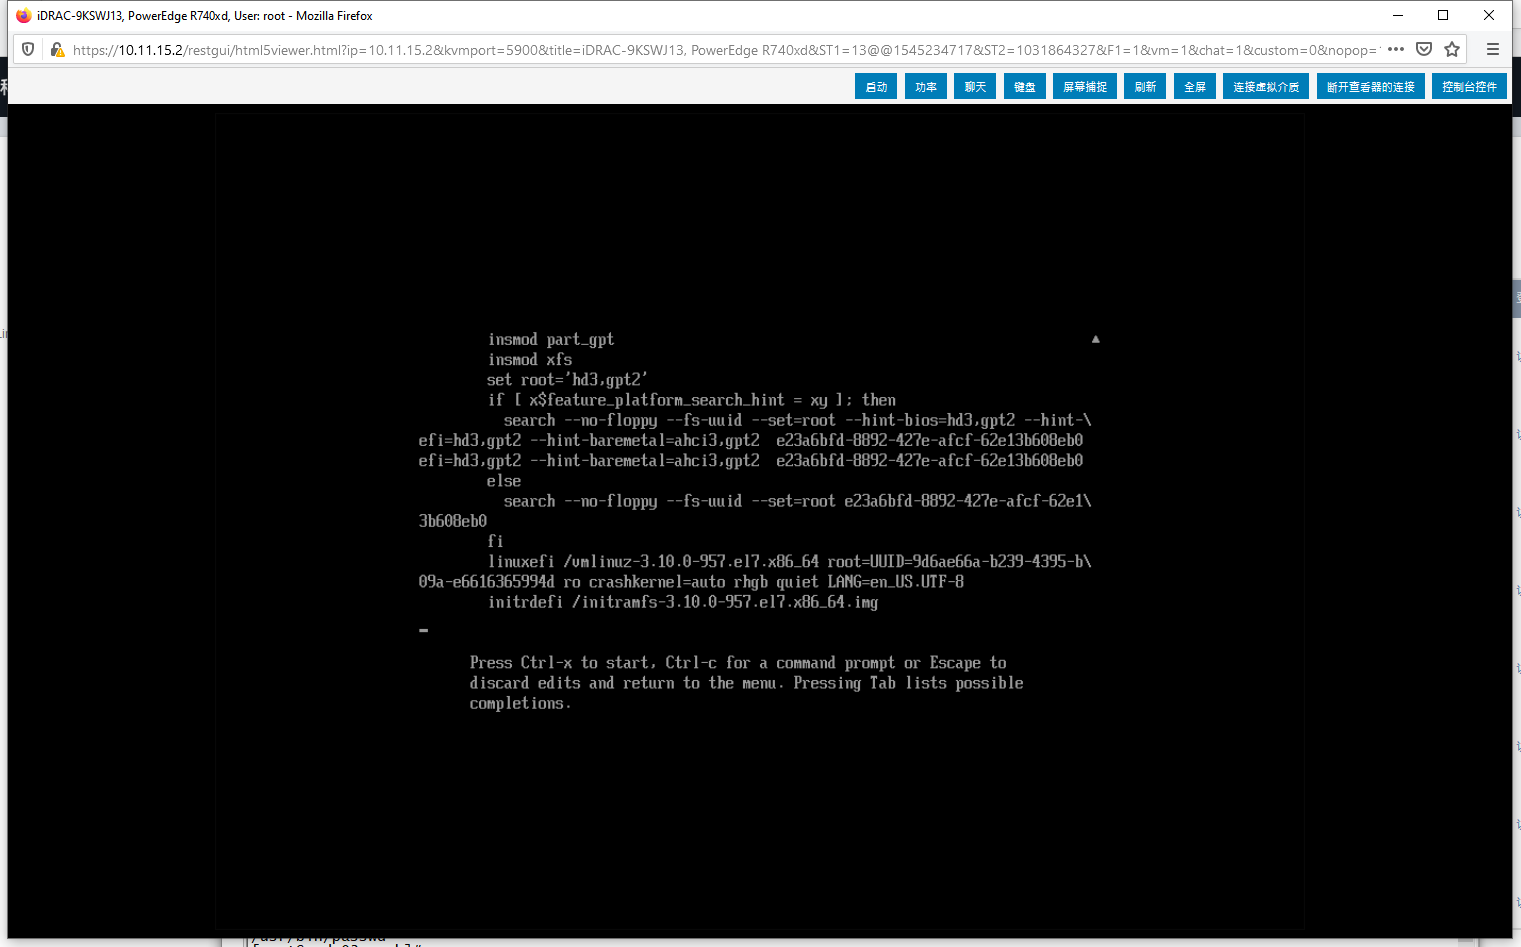 iDRAC-9KSWJ13, PowerEdge R740xd, User: root - Mozilla Firefox
https://10.11.15.2/restgui/html5viewer.html?ip=10.11.15.2&kvmport=5900&title=iDRAC-9KSWJ13, PowerEdge R740xd&ST1=13@@1545234717&ST2=1031864327&F1=1&vm=1&chat=1&custom=0&nopop=
启动 功率 聊天 键盘 屏幕捕捉 刷新 全屏 连接虚拟介质 断开查看器的连接 控制台控件
insmod part_gpt
insmod xfs
set root='hd3,gpt2'
if [ x$feature_platform_search_hint = xy ]; then
search --no-floppy --fs-uuid --set=root --hint-bios=hd3,gpt2 --hint-\
efi=hd3,gpt2 --hint-baremetal=ahci3,gpt2 e23a6bfd-8892-427e-afcf-62e13b608eb0
efi=hd3,gpt2 --hint-baremetal=ahci3,gpt2 e23a6bfd-8892-427e-afcf-62e13b608eb0
else
search --no-floppy --fs-uuid --set=root e23a6bfd-8892-427e-afcf-62e1\
3b608eb0
fi
linuxefi /vmlinuz-3.10.0-957.el7.x86_64 root=UUID=9d6ae66a-b239-4395-b\
09a-e6616365994d ro crashkernel=auto rhgb quiet LANG=en_US.UTF-8
initrdefi /initramfs-3.10.0-957.el7.x86_64.img
Press Ctrl-x to start, Ctrl-c for a command prompt or Escape to
discard edits and return to the menu. Pressing Tab lists possible
completions.